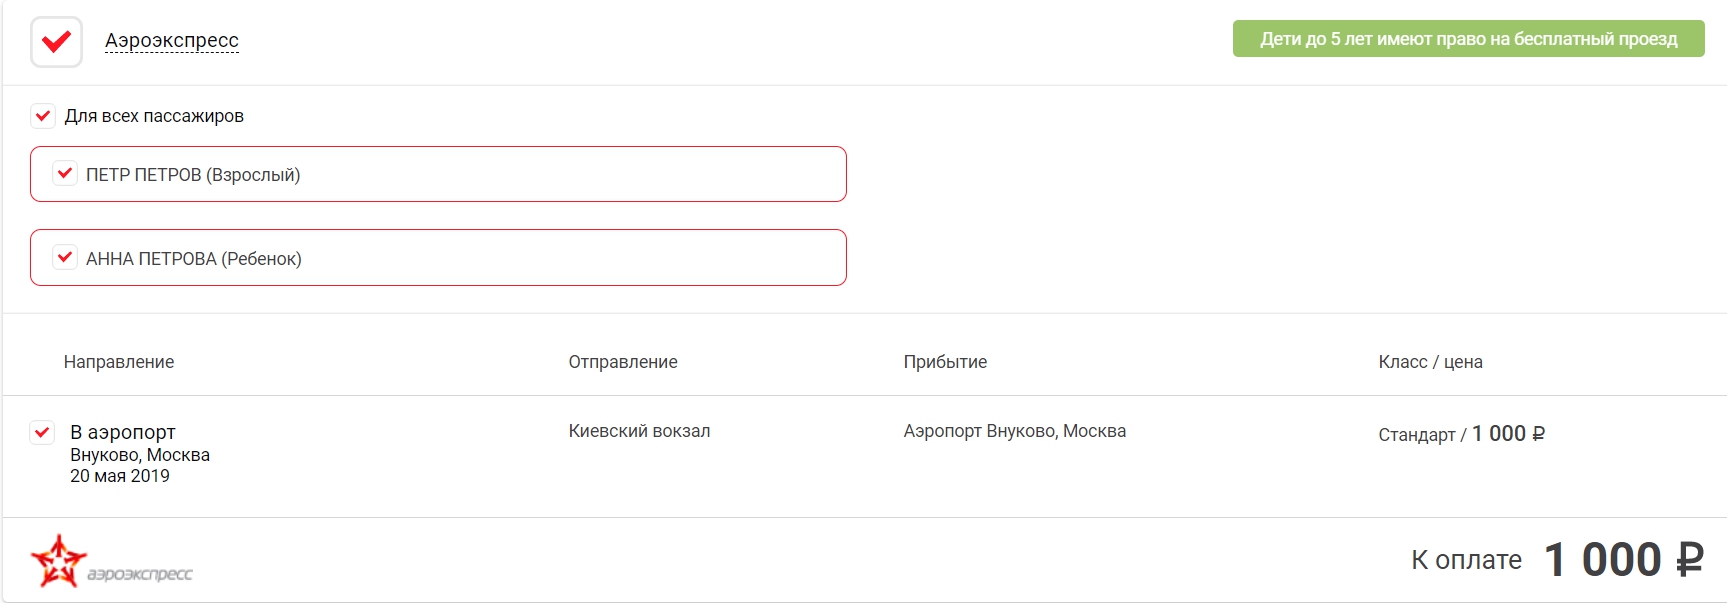 Аэроэкспресс
Дети до 5 лет имеют право на бесплатный проезд
Для всех пассажиров
ПЕТР ПЕТРОВ (Взрослый)
АННА ПЕТРОВА (Ребенок)
Направление Отправление Прибытие Класс / цена
В аэропорт Киевский вокзал Аэропорт Внуково, Москва Стандарт / 1 000 ₽
Внуково, Москва
20 мая 2019
аэроэкспресс
К оплате 1 000 ₽